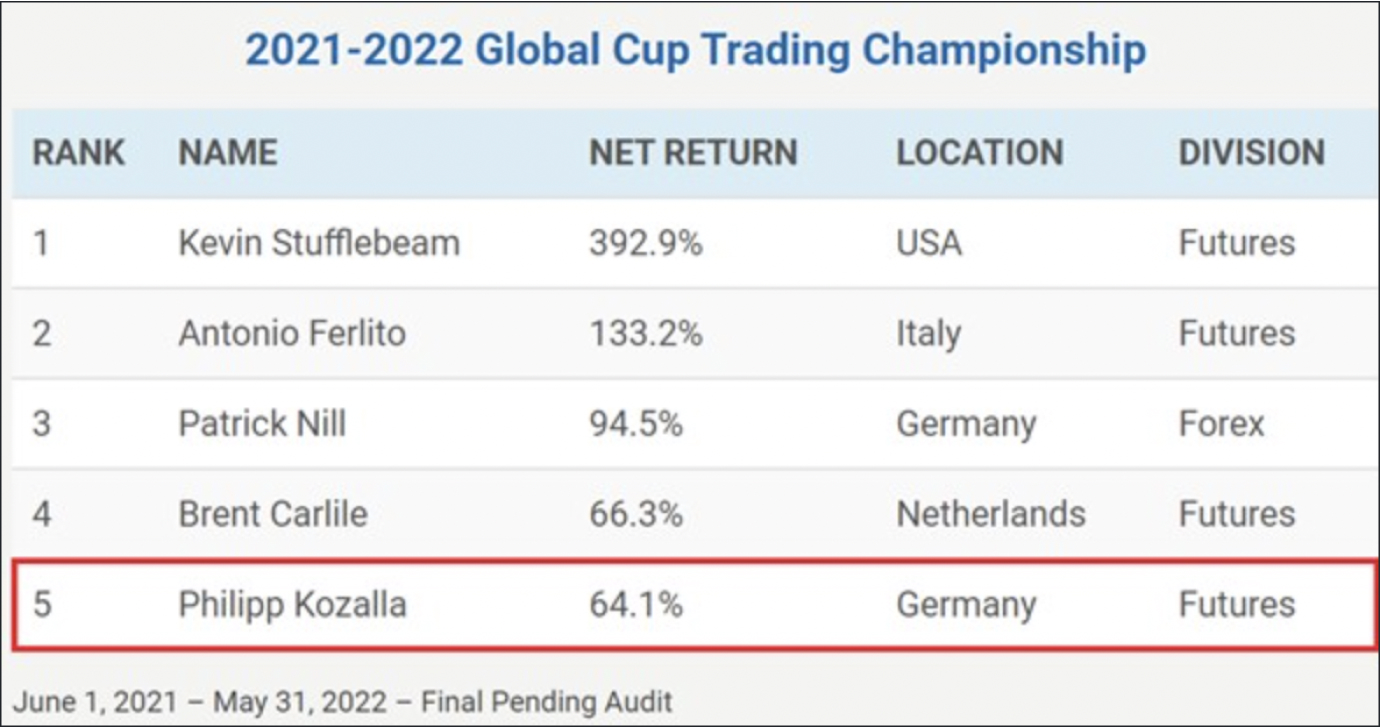 2021-2022 Global Cup Trading Championship
RANK NAME NET RETURN LOCATION DIVISION
1 Kevin Stufflebeam 392.9% USA Futures
2 Antonio Ferlito 133.2% Italy Futures
3 Patrick Nill 94.5% Germany Forex
4 Brent Carlile 66.3% Netherlands Futures
5 Philipp Kozalla 64.1% Germany Futures
June 1, 2021 – May 31, 2022 – Final Pending Audit